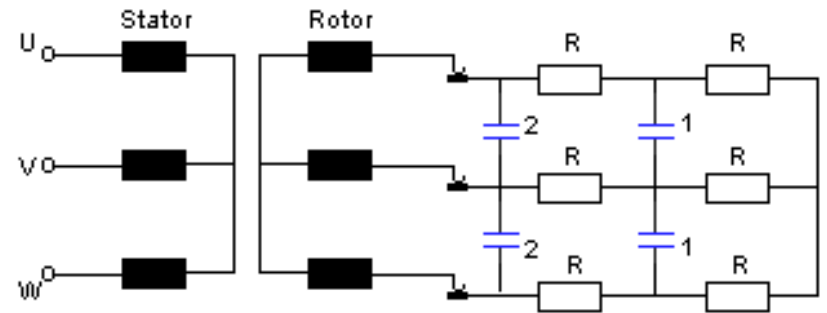 Stator Rotor
U R R
2 1
V R R
2 1
W R R